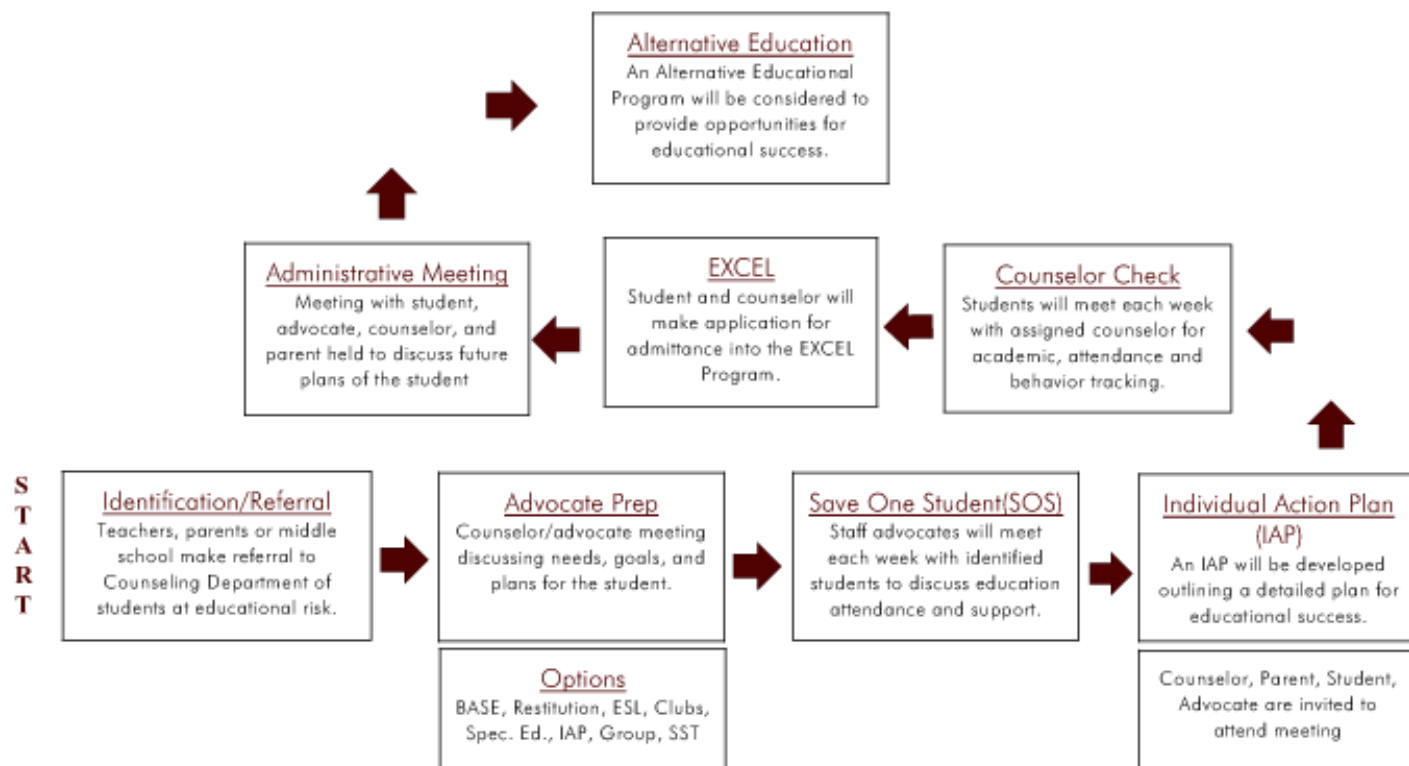 Alternative Education
An Alternative Educational
Program will be considered to
provide opportunities for
educational success.
Administrative Meeting
Meeting with student,
advocate, counselor, and
parent held to discuss future
plans of the student
EXCEL
Student and counselor will
make application for
admittance into the EXCEL
Program.
Counselor Check
Students will meet each week
with assigned counselor for
academic, attendance and
behavior tracking.
S
T
A
R
T
Identification/Referral
Teachers, parents or middle
school make referral to
Counseling Department of
students at educational risk.
Advocate Prep
Counselor/advocate meeting
discussing needs, goals, and
plans for the student.
Options
BASE, Restitution, ESL, Clubs,
Spec. Ed., IAP, Group, SST
Save One Student(SOS)
Staff advocates will meet
each week with identified
students to discuss education
attendance and support.
Individual Action Plan
(IAP)
An IAP will be developed
outlining a detailed plan for
educational success.
Counselor, Parent, Student,
Advocate are invited to
attend meeting